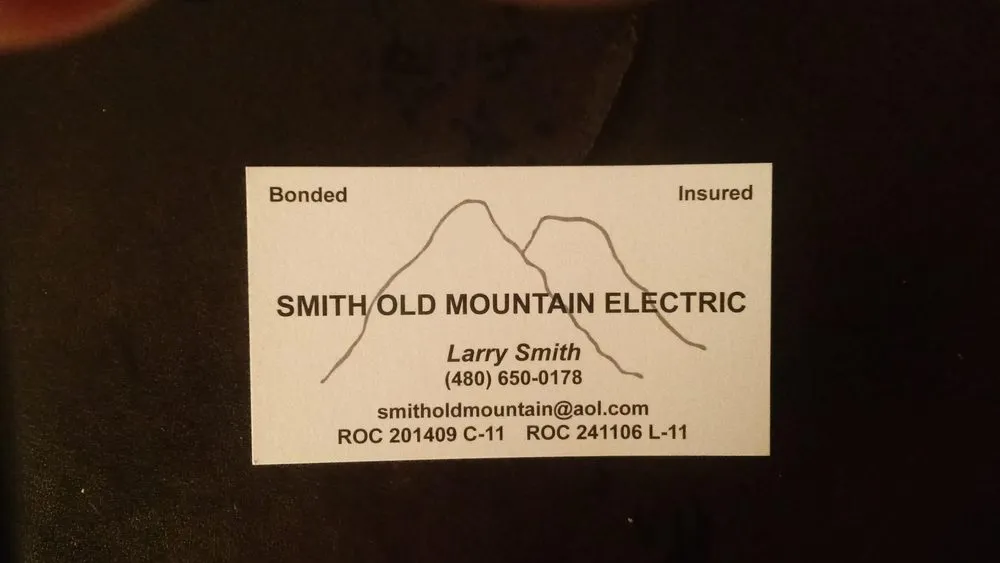 Bonded Insured
SMITH OLD MOUNTAIN ELECTRIC
Larry Smith
(480) 650-0178
smitholdmountain@aol.com
ROC 201409 C-11 ROC 241106 L-11